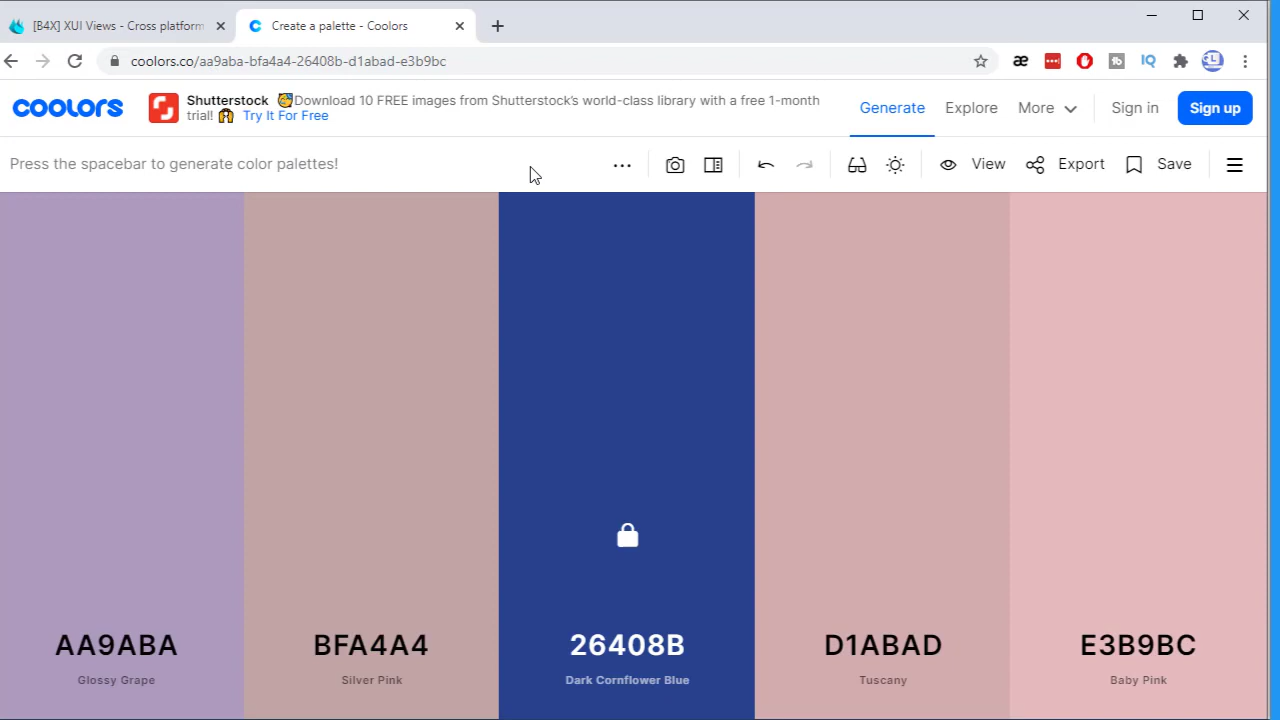 [B4X] XUI Views - Cross platform
Create a palette - Coolors
coolors.co/aa9aba-bfa4a4-26408b-d1abad-e3b9bc
æ
IQ
L
coolors
Shutterstock Download 10 FREE images from Shutterstock's world-class library with a free 1-month
trial! Try It For Free
Generate
Explore
More
Sign in
Sign up
Press the spacebar to generate color palettes!
View
Export
Save
AA9ABA
Glossy Grape
BFA4A4
Silver Pink
26408B
Dark Cornflower Blue
D1ABAD
Tuscany
E3B9BC
Baby Pink